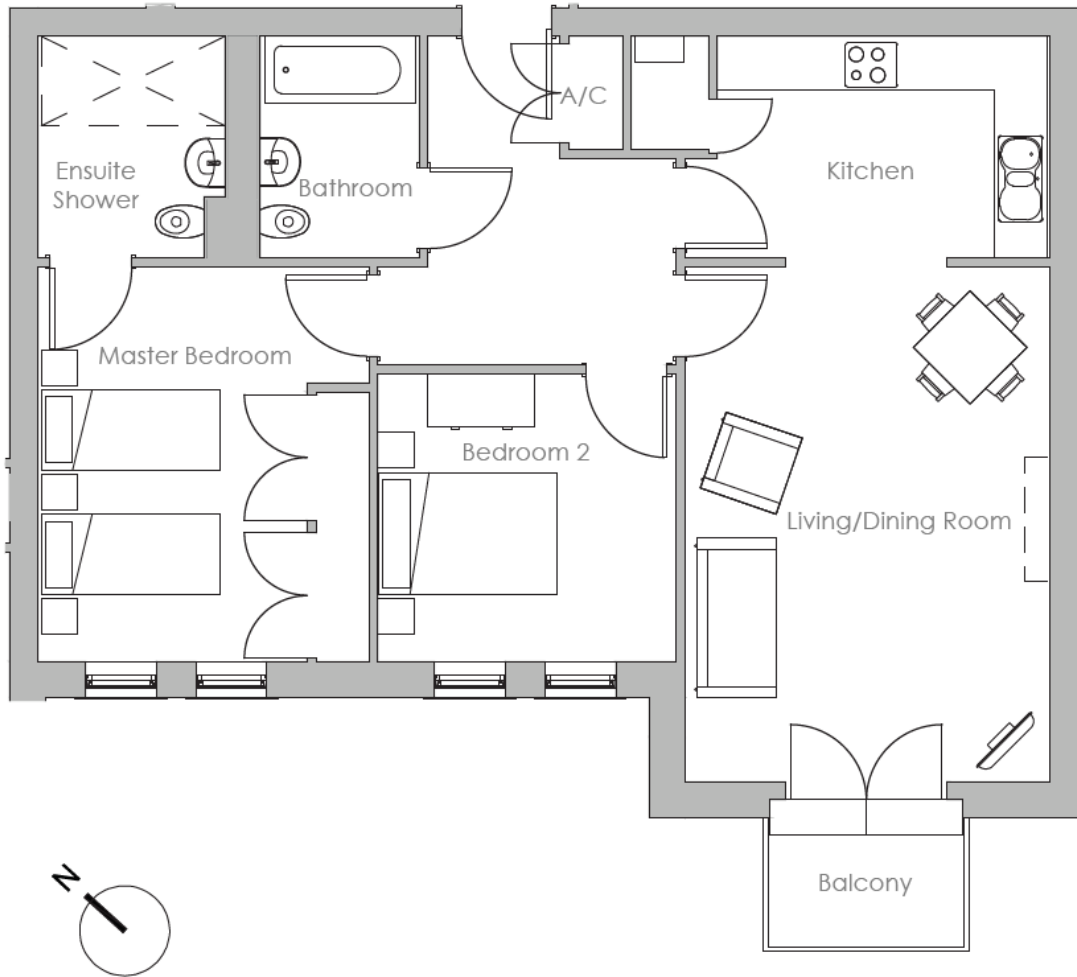 A/C
Ensuite
Shower
Bathroom
Kitchen
Master Bedroom
Bedroom 2
Living/Dining Room
Balcony
N